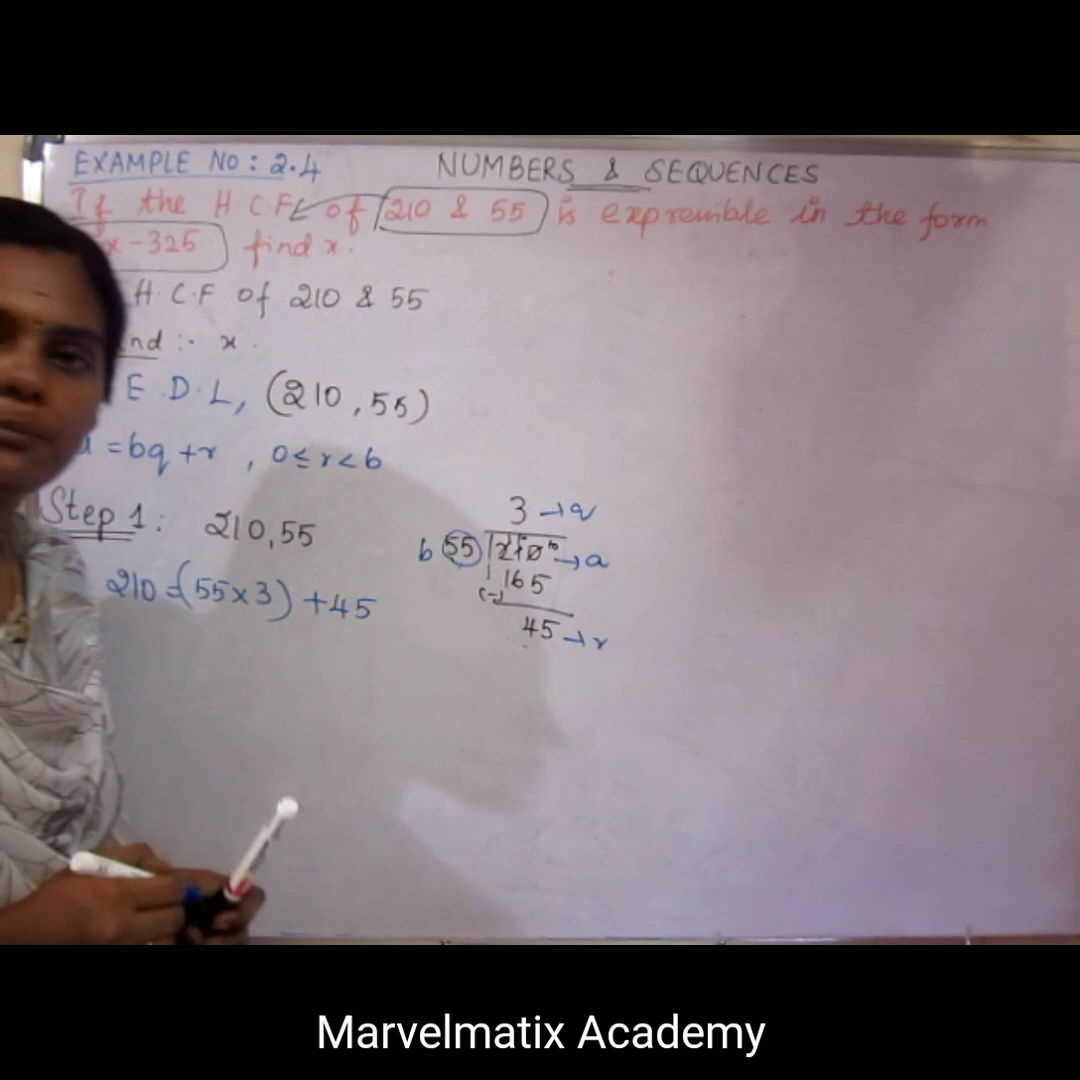 EXAMPLE NO : 2.4 NUMBERS & SEQUENCES
If the H C F of 210 & 55 is expressible in the form
x - 325 find x.
H.C.F of 210 & 55
nd :- x.
E.D.L, (210, 55)
a = bq + r , 0 ≤ r < b
Step 1 : 210, 55
210 = (55 x 3) + 45
3 → q
b 55 210 → a
165
(-)
45 → r
Marvelmatix Academy